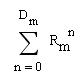 D_m
∑ R_m^n
n = 0